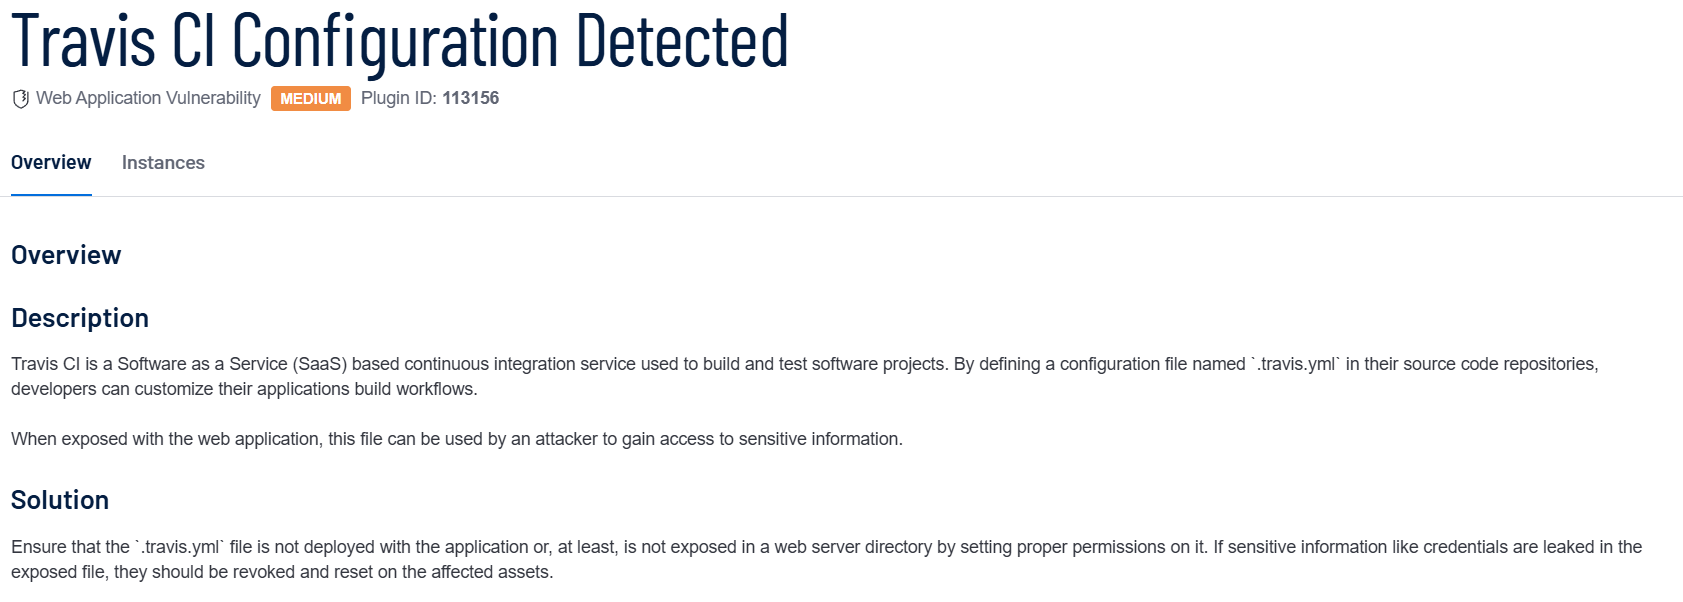 Travis CI Configuration Detected
Web Application Vulnerability MEDIUM Plugin ID: 113156
Overview Instances
Overview
Description
Travis CI is a Software as a Service (SaaS) based continuous integration service used to build and test software projects. By defining a configuration file named `.travis.yml` in their source code repositories,
developers can customize their applications build workflows.
When exposed with the web application, this file can be used by an attacker to gain access to sensitive information.
Solution
Ensure that the `.travis.yml` file is not deployed with the application or, at least, is not exposed in a web server directory by setting proper permissions on it. If sensitive information like credentials are leaked in the
exposed file, they should be revoked and reset on the affected assets.